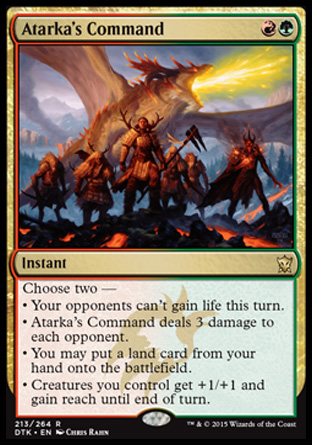 Atarka's Command
Instant
Choose two —
• Your opponents can't gain life this turn.
• Atarka's Command deals 3 damage to
each opponent.
• You may put a land card from your
hand onto the battlefield.
• Creatures you control get +1/+1 and
gain reach until end of turn.
213/264 R
DTK • EN Chris Rahn
™ & © 2015 Wizards of the Coast